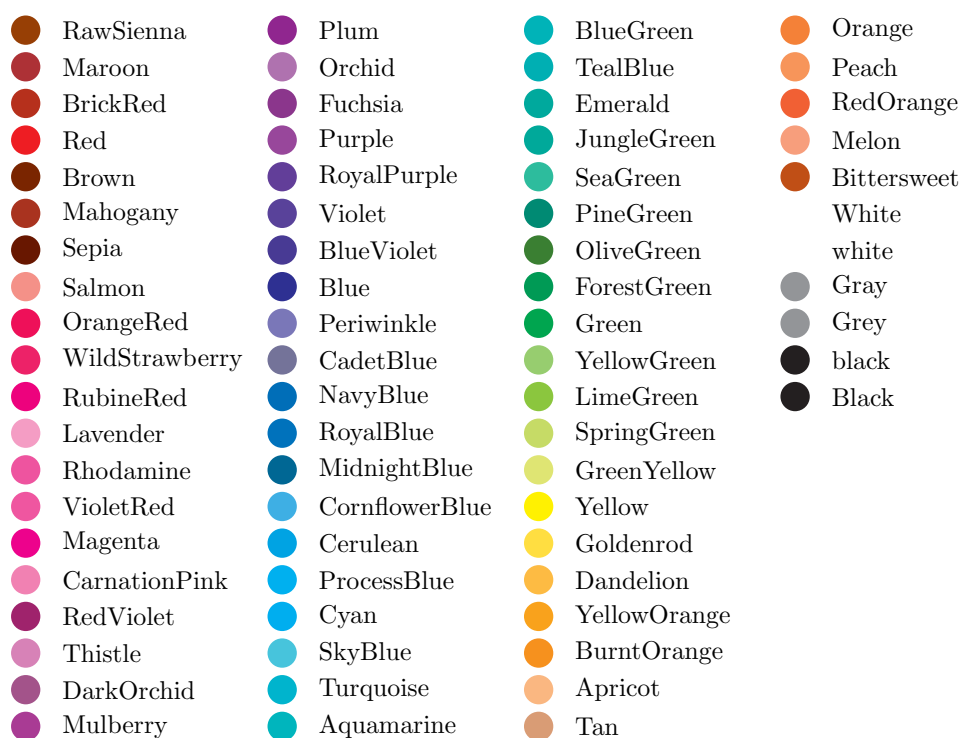 RawSienna
Maroon
BrickRed
Red
Brown
Mahogany
Sepia
Salmon
OrangeRed
WildStrawberry
RubineRed
Lavender
Rhodamine
VioletRed
Magenta
CarnationPink
RedViolet
Thistle
DarkOrchid
Mulberry
Plum
Orchid
Fuchsia
Purple
RoyalPurple
Violet
BlueViolet
Blue
Periwinkle
CadetBlue
NavyBlue
RoyalBlue
MidnightBlue
CornflowerBlue
Cerulean
ProcessBlue
Cyan
SkyBlue
Turquoise
Aquamarine
BlueGreen
TealBlue
Emerald
JungleGreen
SeaGreen
PineGreen
OliveGreen
ForestGreen
Green
YellowGreen
LimeGreen
SpringGreen
GreenYellow
Yellow
Goldenrod
Dandelion
YellowOrange
BurntOrange
Apricot
Tan
Orange
Peach
RedOrange
Melon
Bittersweet
White
white
Gray
Grey
black
Black